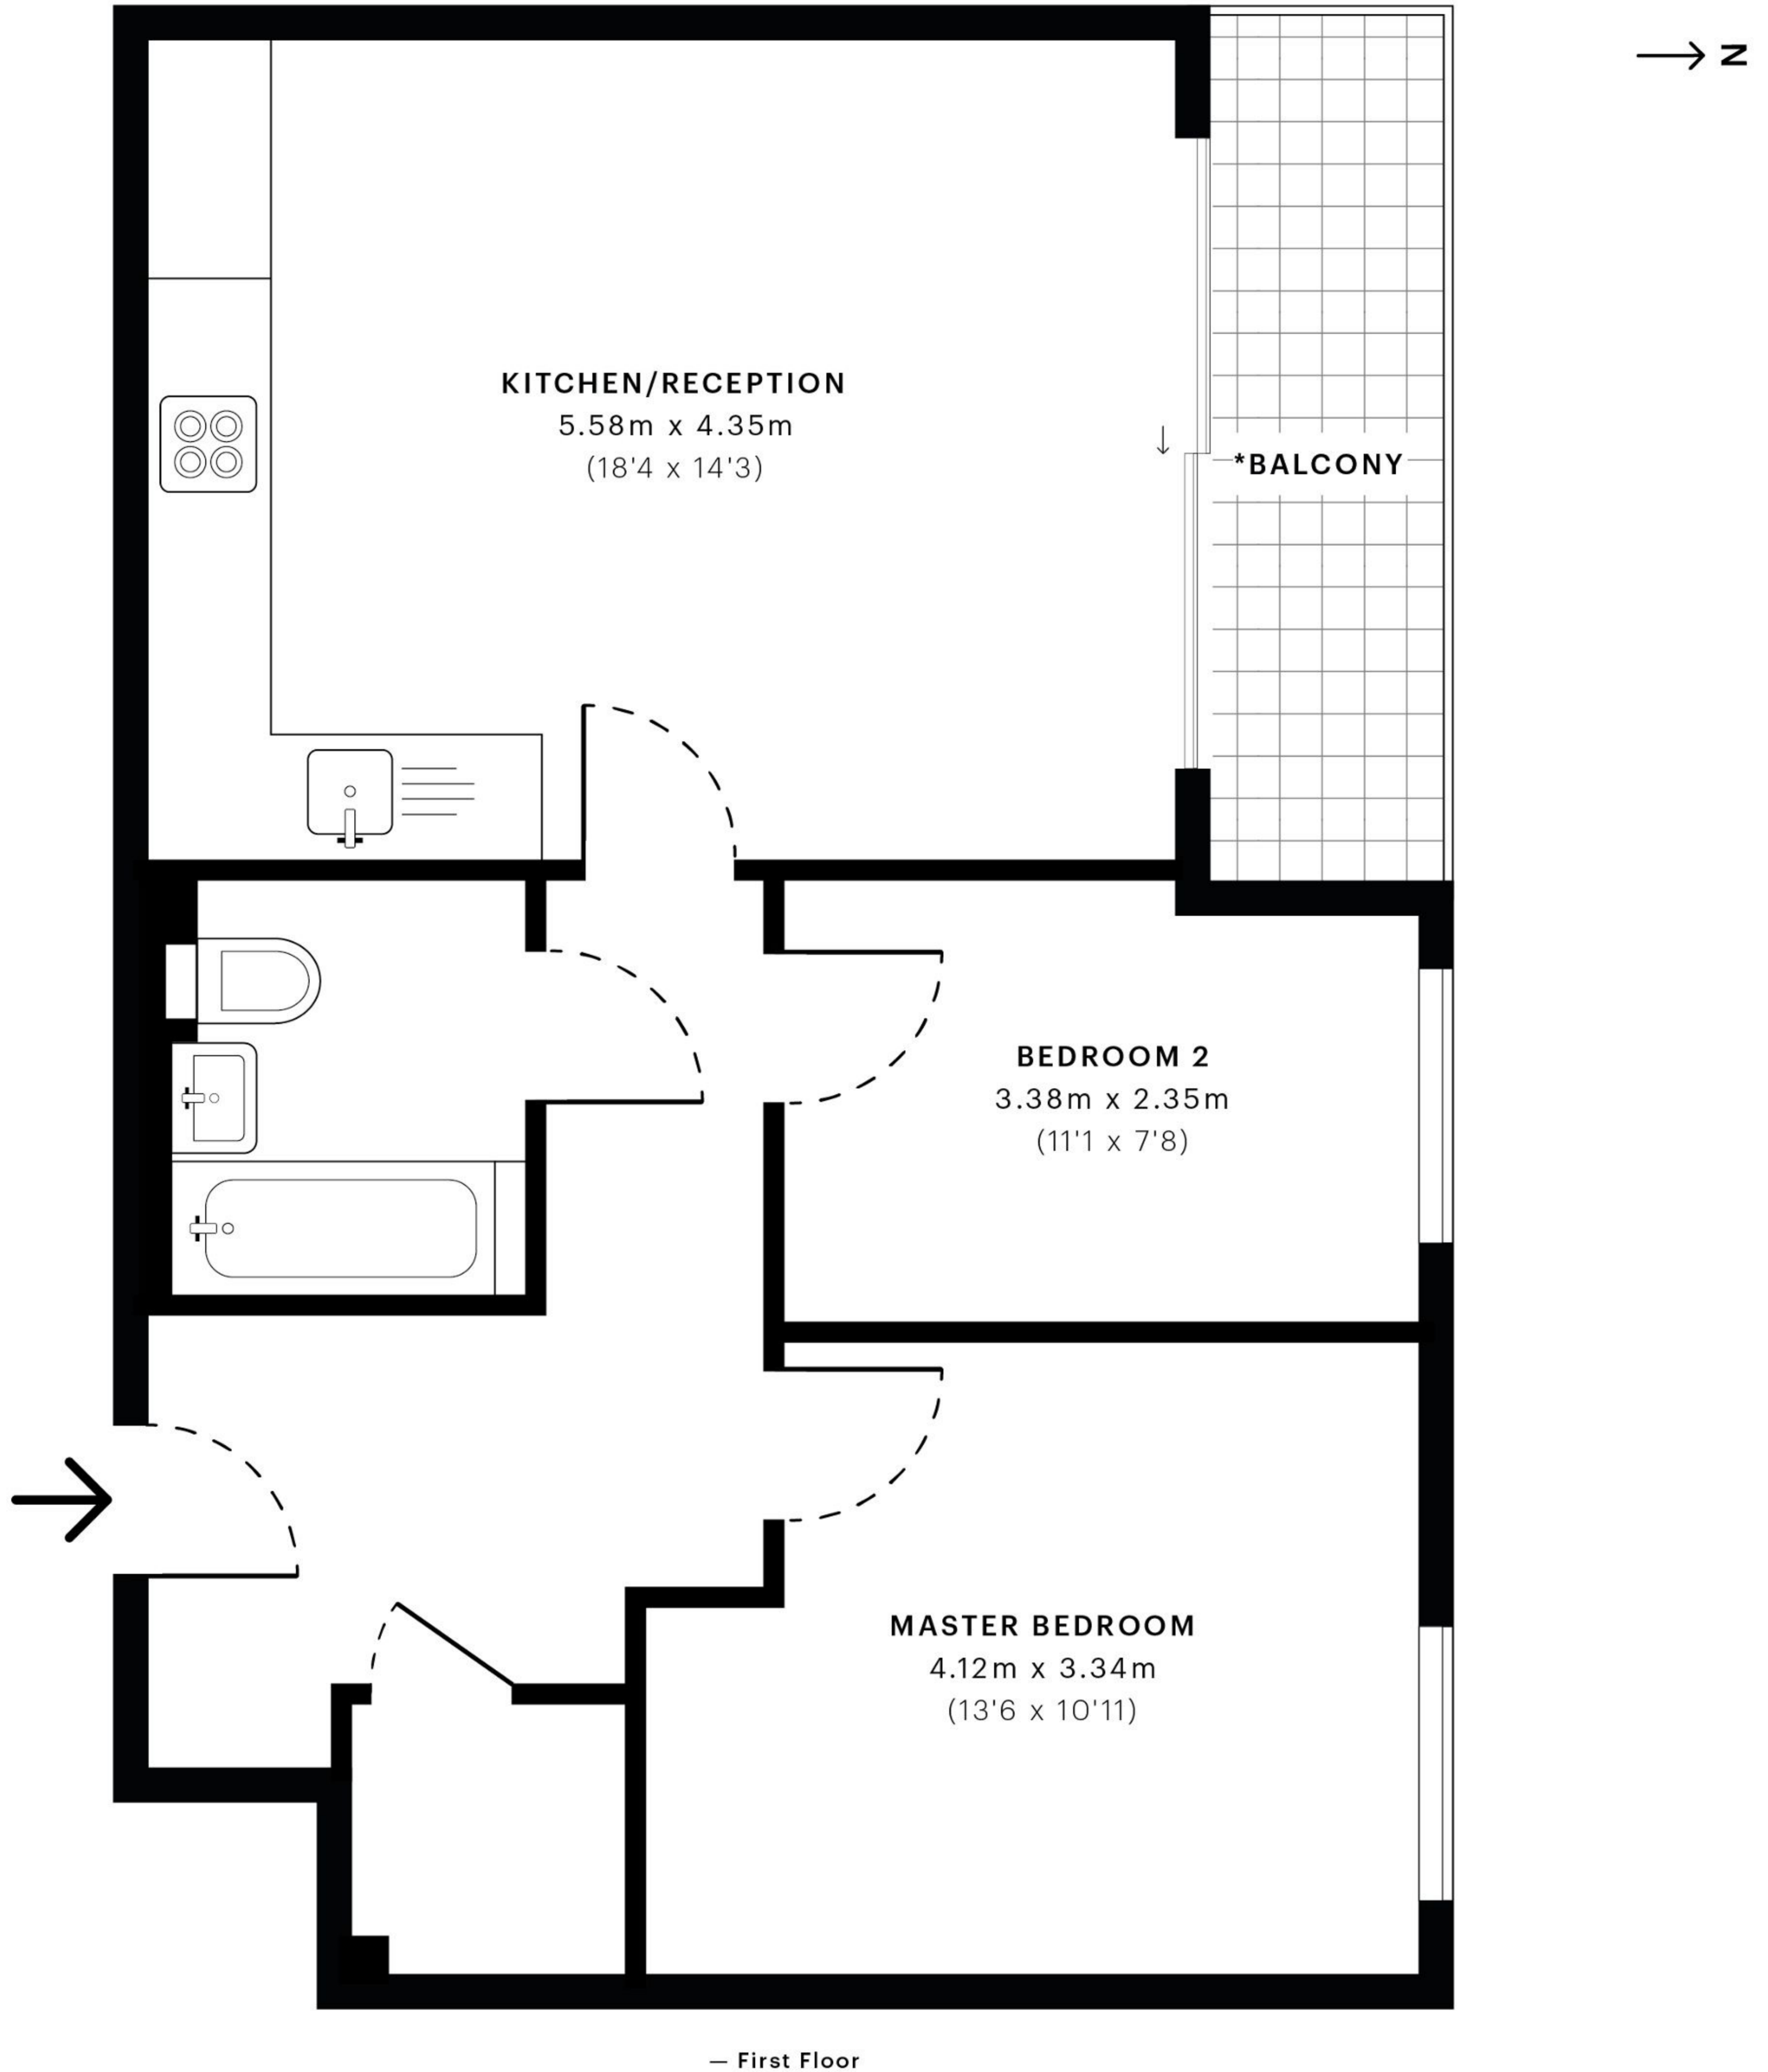 N
KITCHEN/RECEPTION
5.58m x 4.35m
(18'4 x 14'3)
*BALCONY
BEDROOM 2
3.38m x 2.35m
(11'1 x 7'8)
MASTER BEDROOM
4.12m x 3.34m
(13'6 x 10'11)
— First Floor